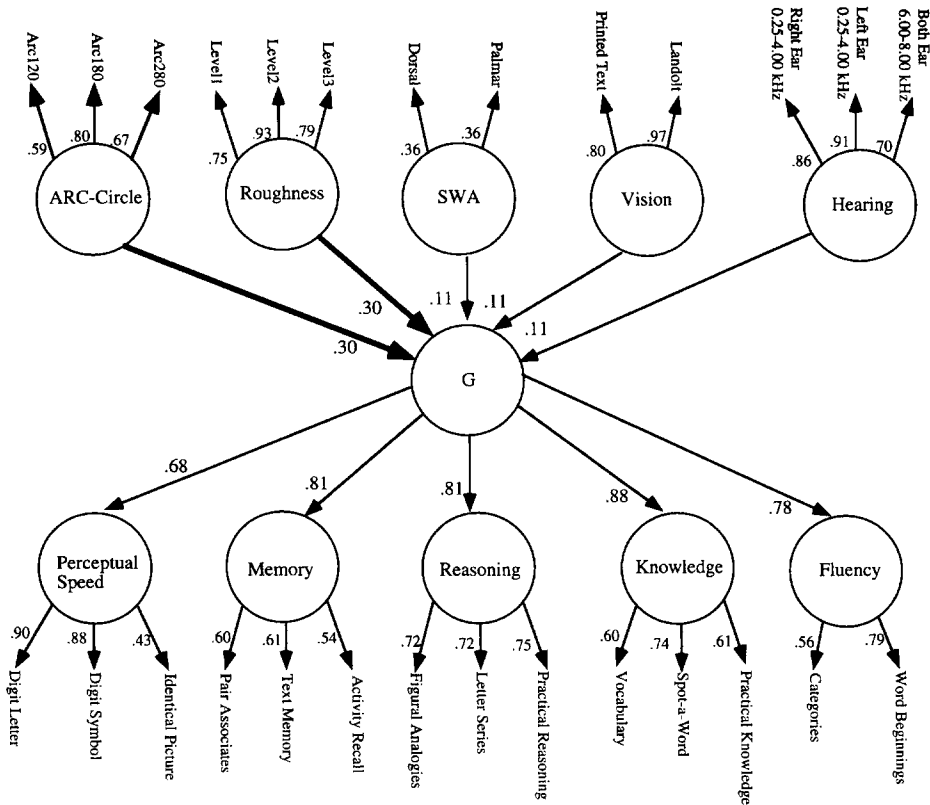 Arc120
Arc180
Arc280
Level1
Level2
Level3
Dorsal
Palmar
Printed Text
Landolt
Right Ear
0.25-4.00 kHz
Left Ear
0.25-4.00 kHz
Both Ear
6.00-8.00 kHz
.59
.80
.67
.75
.93
.79
.36
.36
.80
.97
.86
.91
.70
ARC-Circle
Roughness
SWA
Vision
Hearing
.30
.30
.11
.11
.11
G
.68
.81
.81
.88
.78
Perceptual
Speed
Memory
Reasoning
Knowledge
Fluency
.90
.88
.43
.60
.61
.54
.72
.72
.75
.60
.74
.61
.56
.79
Digit Letter
Digit Symbol
Identical Picture
Pair Associates
Text Memory
Activity Recall
Figural Analogies
Letter Series
Practical Reasoning
Vocabulary
Spot-a-Word
Practical Knowledge
Categories
Word Beginnings